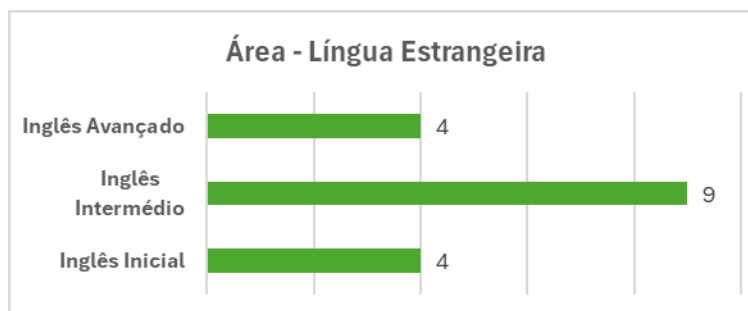 Área - Língua Estrangeira
Inglês Avançado
4
Inglês
Intermédio
9
Inglês Inicial
4